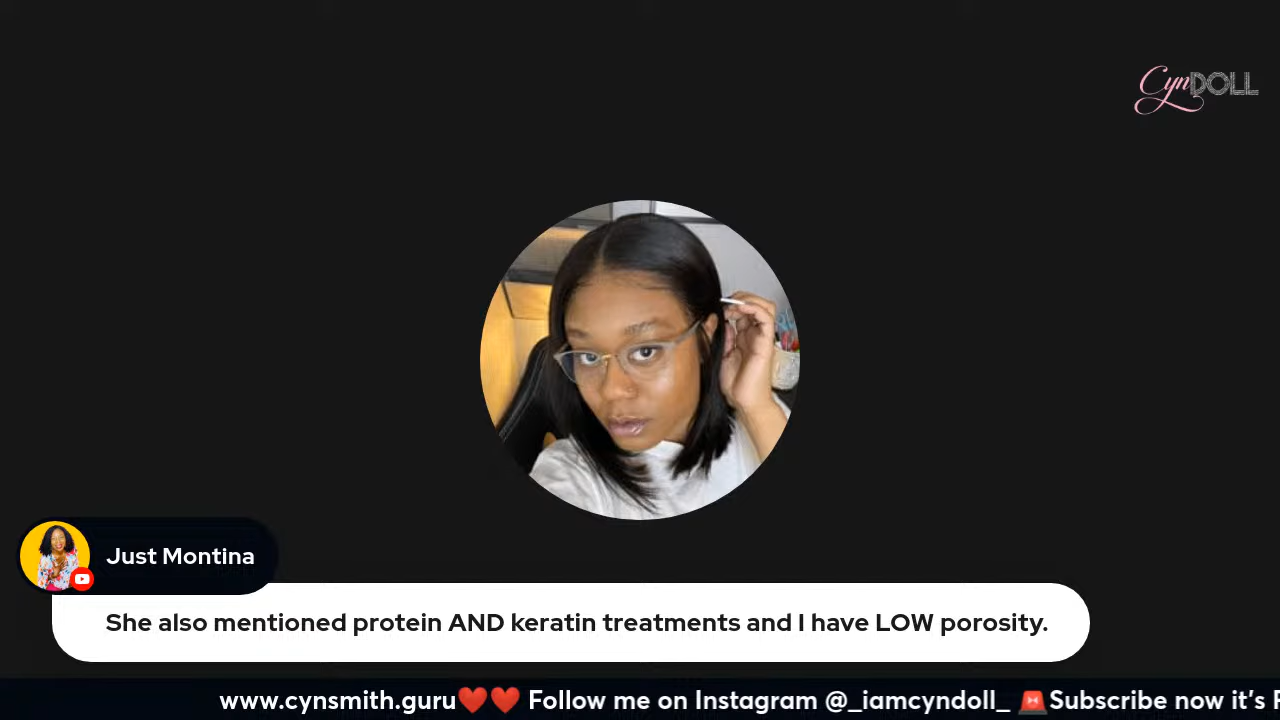 CynDOLL
Just Montina
She also mentioned protein AND keratin treatments and I have LOW porosity.
www.cynsmith.guru❤️❤️ Follow me on Instagram @_iamcyndoll_ 🚨Subscribe now it's